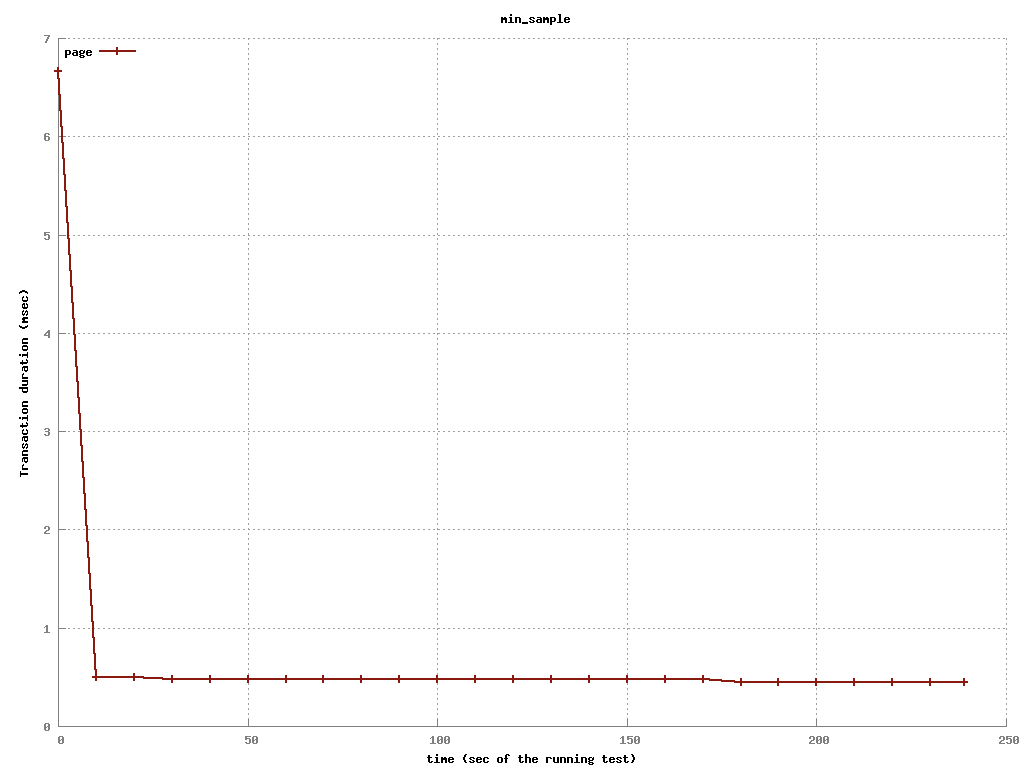 min_sample
page
7
6
5
4
3
2
1
0
Transaction duration (msec)
0 50 100 150 200 250
time (sec of the running test)